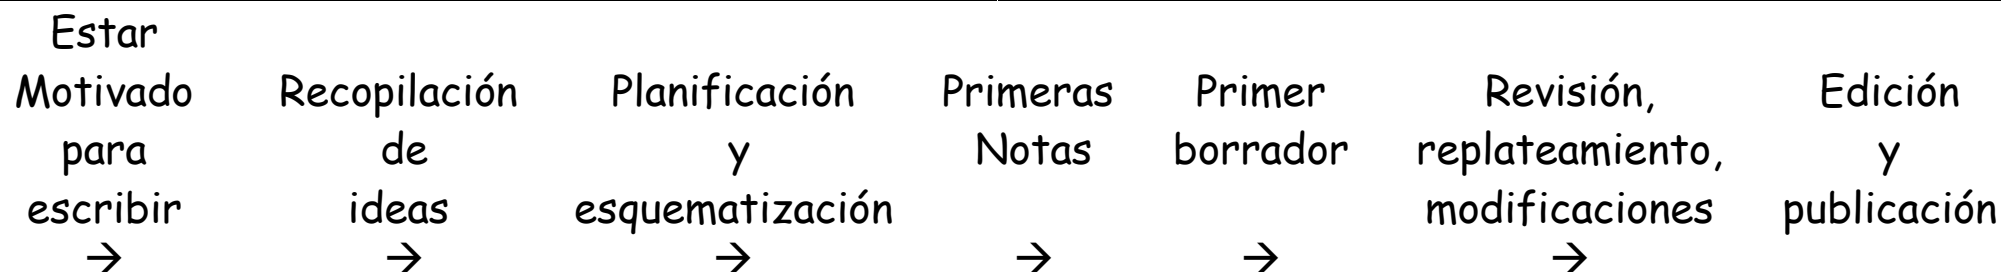 Estar
Motivado
para
escribir
→
Recopilación
de
ideas
→
Planificación
y
esquematización
→
Primeras
Notas
→
Primer
borrador
→
Revisión,
replateamiento,
modificaciones
→
Edición
y
publicación